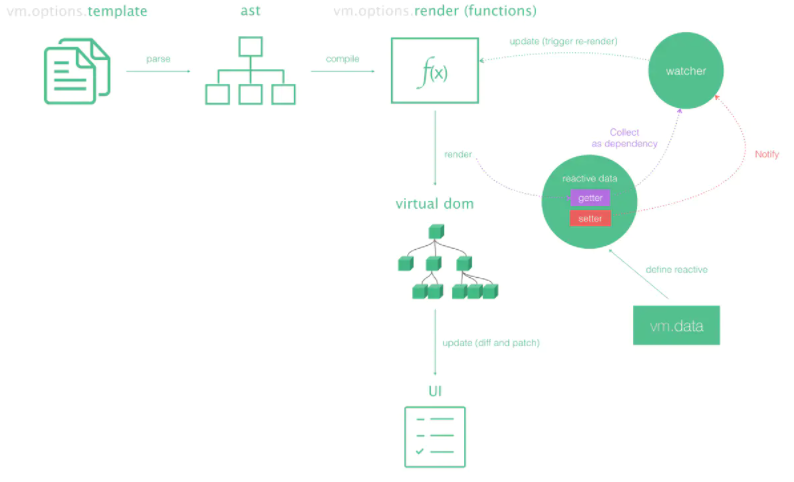 vm.options.template
ast
vm.options.render (functions)
parse
compile
f(x)
update (trigger re-render)
watcher
Collect
as dependency
Notify
render
reactive data
getter
setter
virtual dom
define reactive
vm.data
update (diff and patch)
UI